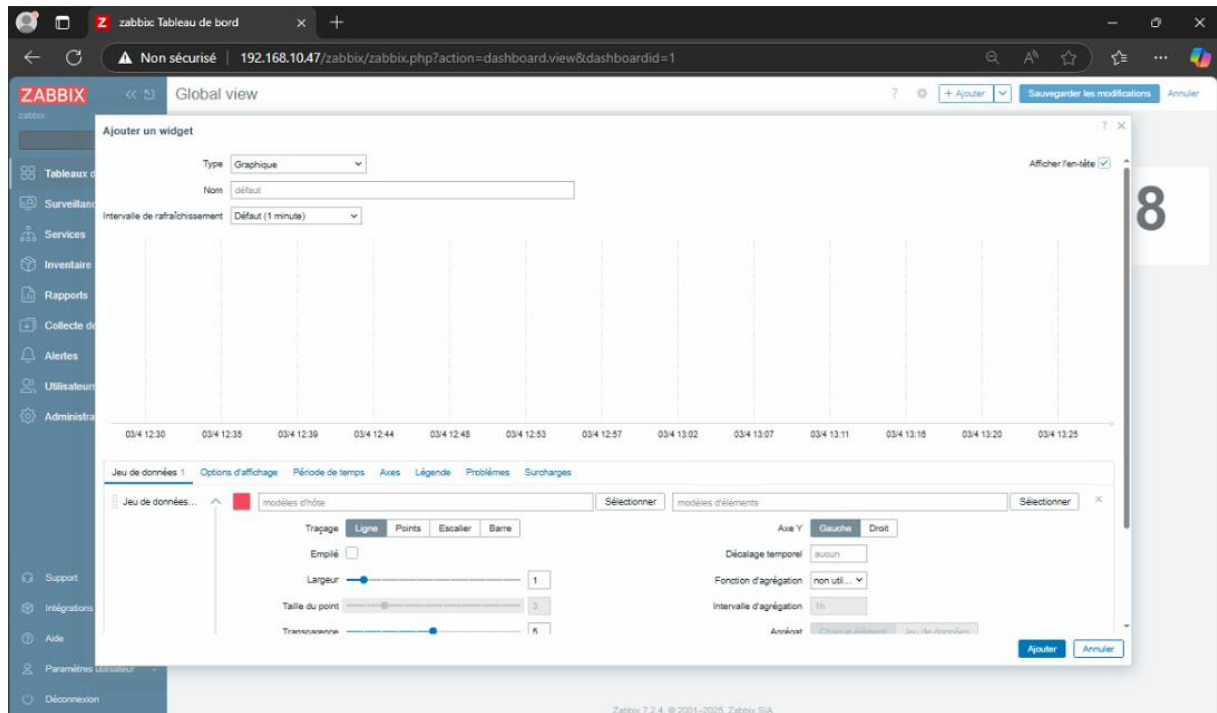 zabbix: Tableau de bord
Non sécurisé | 192.168.10.47/zabbix/zabbix.php?action=dashboard.view&dashboardid=1
ZABBIX
Global view
? + Ajouter Sauvegarder les modifications Annuler
zabbix
Ajouter un widget
?
Type Graphique
Afficher l'en-tête
Nom défaut
Intervalle de rafraîchissement Défaut (1 minute)
8
Tableaux d
Surveillanc
Services
Inventaire
Rapports
Collecte de
Alertes
Utilisateurs
Administra
03/4 12:30 03/4 12:35 03/4 12:39 03/4 12:44 03/4 12:48 03/4 12:53 03/4 12:57 03/4 13:02 03/4 13:07 03/4 13:11 03/4 13:16 03/4 13:20 03/4 13:25
Jeu de données 1 Options d'affichage Période de temps Axes Légende Problèmes Surcharges
Jeu de données... modèles d'hôte Sélectionner modèles d'éléments Sélectionner
Traçage Ligne Points Escalier Barre Axe Y Gauche Droit
Empilé Décalage temporel aucun
Largeur 1 Fonction d'agrégation non util...
Taille du point 3 Intervalle d'agrégation 1h
Transparence 5 Agrégat Chaque élément Jeu de données
Ajouter Annuler
Support
Intégrations
Aide
Paramètres utilisateur
Déconnexion
Zabbix 7.2.4. © 2001–2025, Zabbix SIA